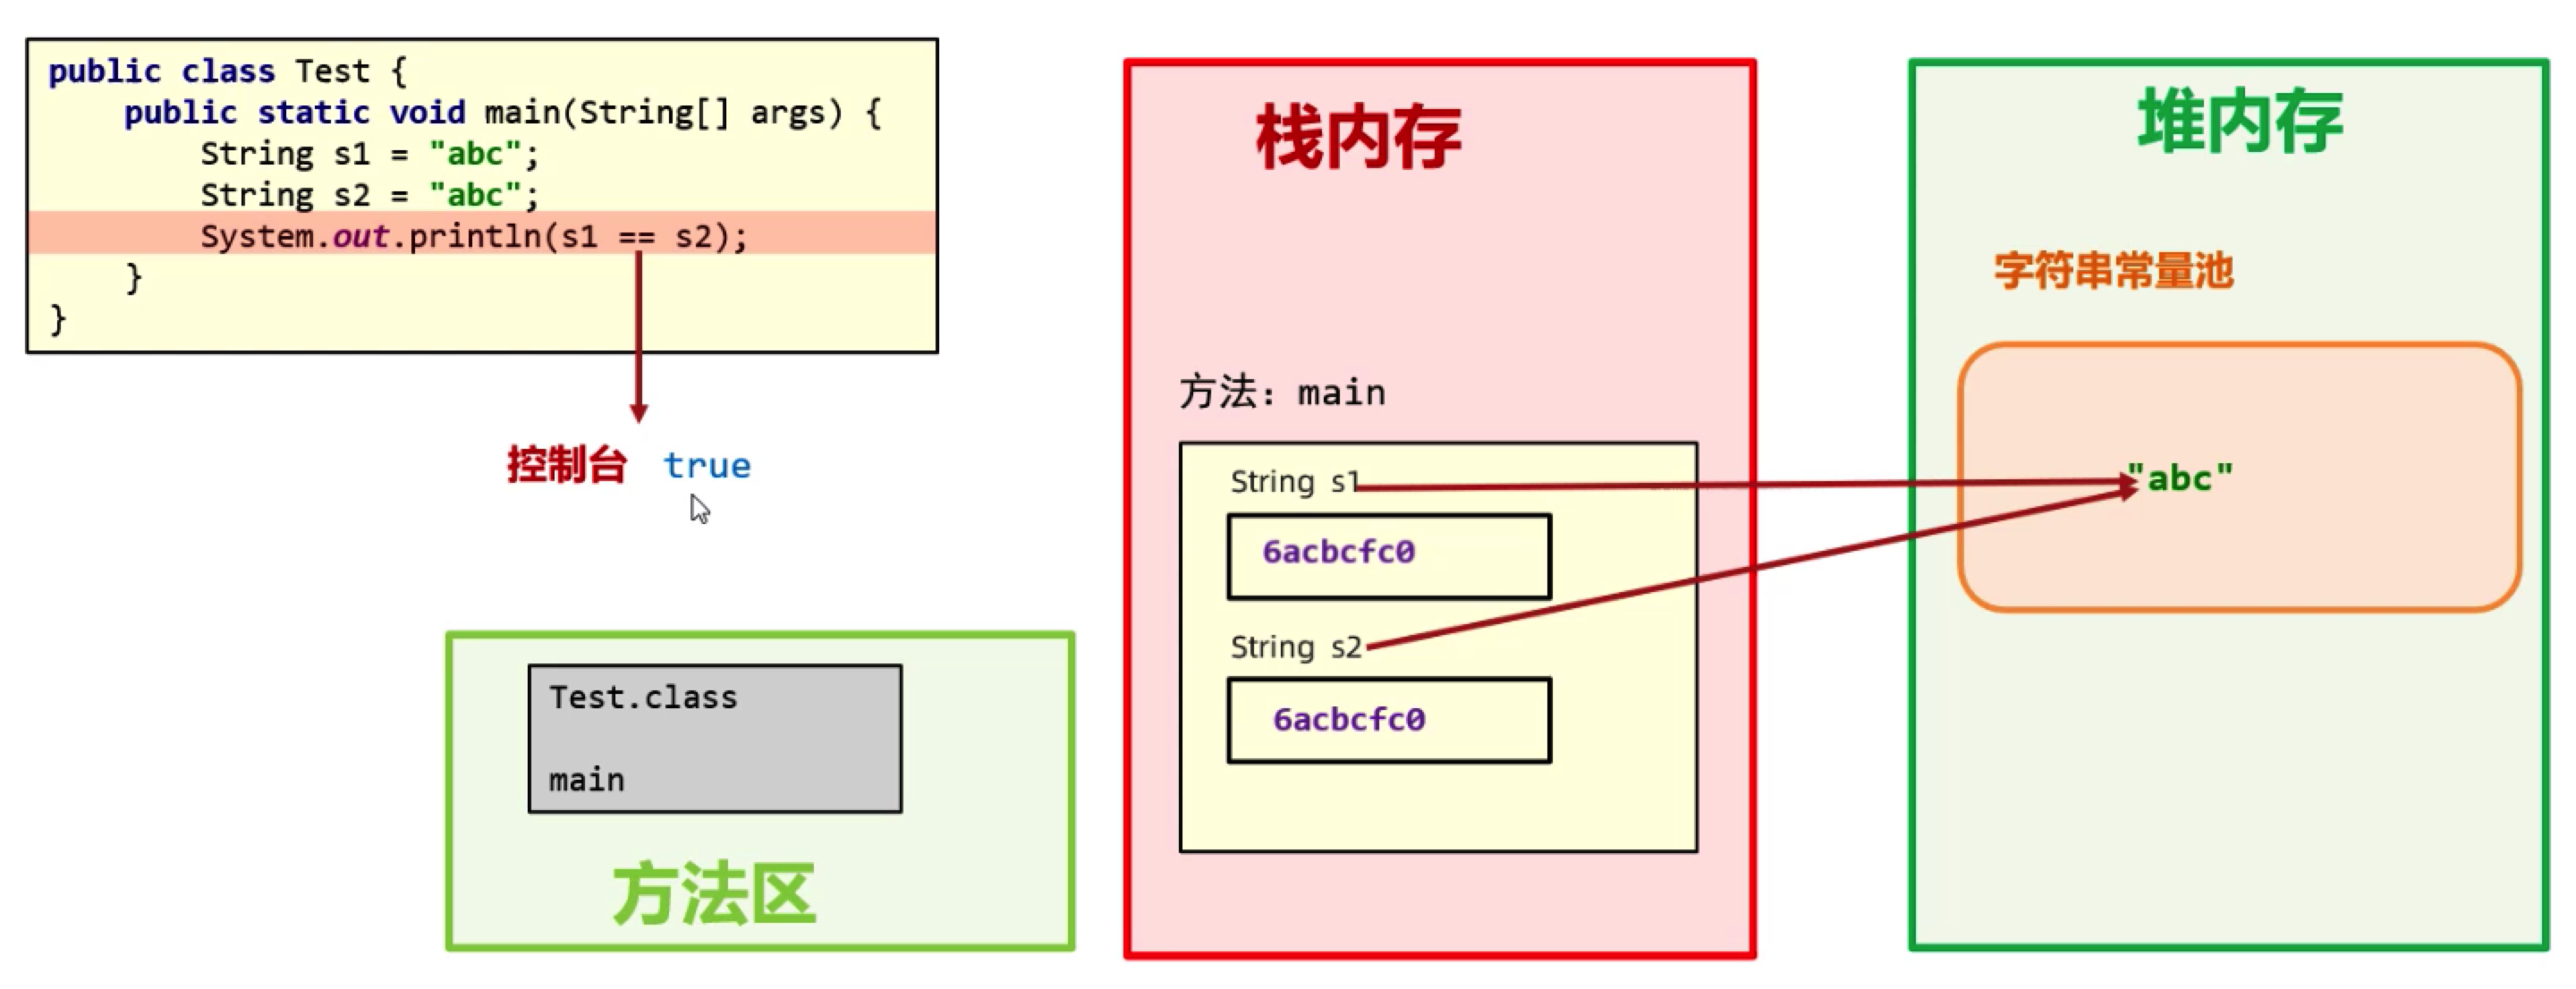 public class Test {
    public static void main(String[] args) {
        String s1 = "abc";
        String s2 = "abc";
        System.out.println(s1 == s2);
    }
}
控制台 true
Test.class
main
方法区
栈内存
方法：main
String s1
6acbcfc0
String s2
6acbcfc0
堆内存
字符串常量池
"abc"